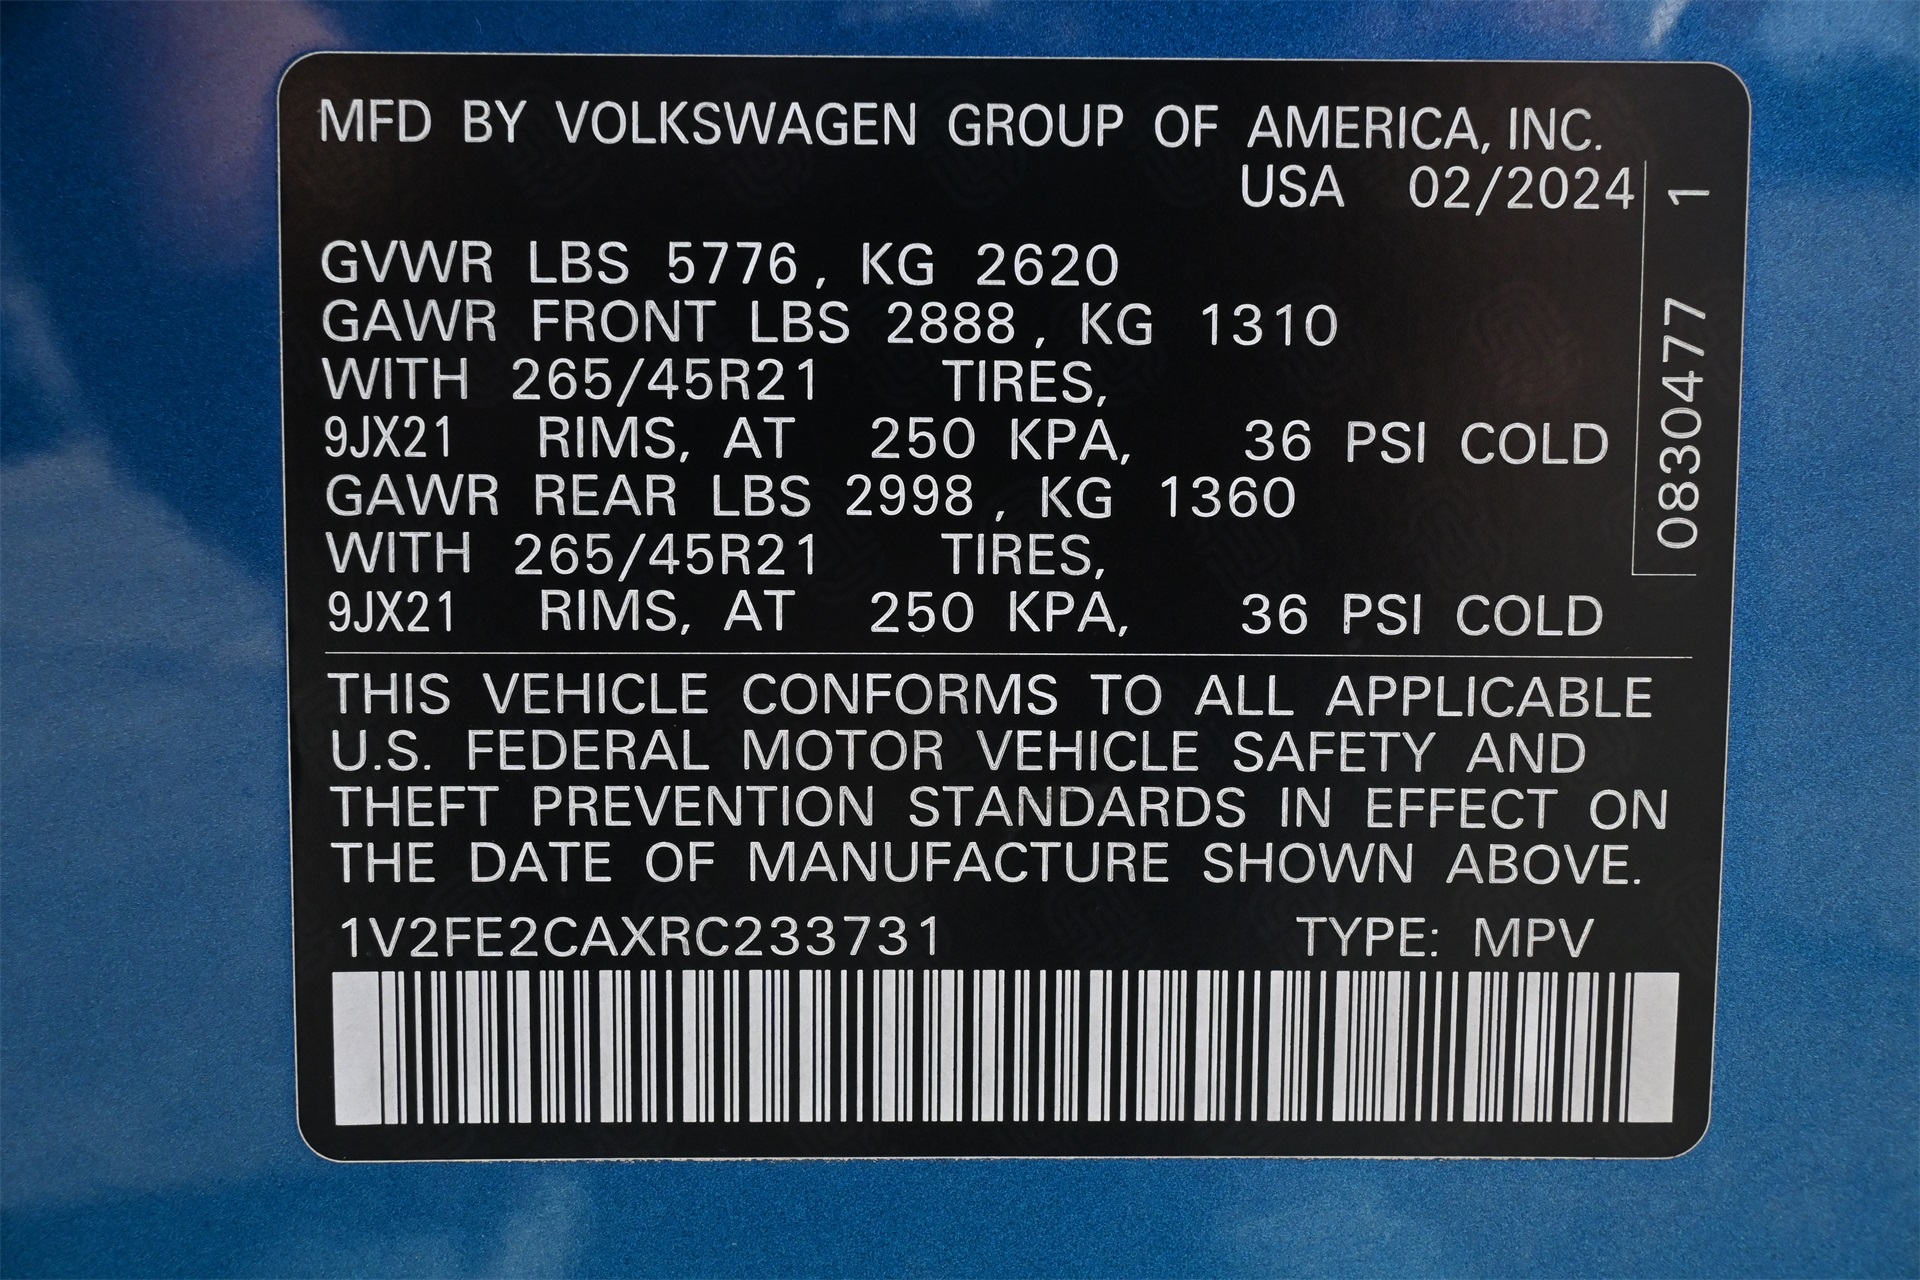 MFD BY VOLKSWAGEN GROUP OF AMERICA, INC.
USA 02/2024
GVWR LBS 5776, KG 2620
GAWR FRONT LBS 2888, KG 1310
WITH 265/45R21 TIRES,
9JX21 RIMS, AT 250 KPA, 36 PSI COLD
GAWR REAR LBS 2998, KG 1360
WITH 265/45R21 TIRES,
9JX21 RIMS, AT 250 KPA, 36 PSI COLD
0830477 1
THIS VEHICLE CONFORMS TO ALL APPLICABLE
U.S. FEDERAL MOTOR VEHICLE SAFETY AND
THEFT PREVENTION STANDARDS IN EFFECT ON
THE DATE OF MANUFACTURE SHOWN ABOVE.
1V2FE2CAXRC233731 TYPE: MPV